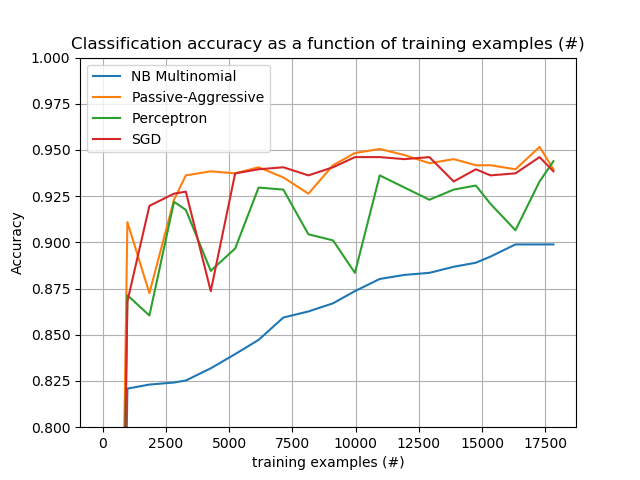 Classification accuracy as a function of training examples (#)
1.000
0.975
0.950
0.925
0.900
0.875
0.850
0.825
0.800
Accuracy
NB Multinomial
Passive-Aggressive
Perceptron
SGD
0 2500 5000 7500 10000 12500 15000 17500
training examples (#)